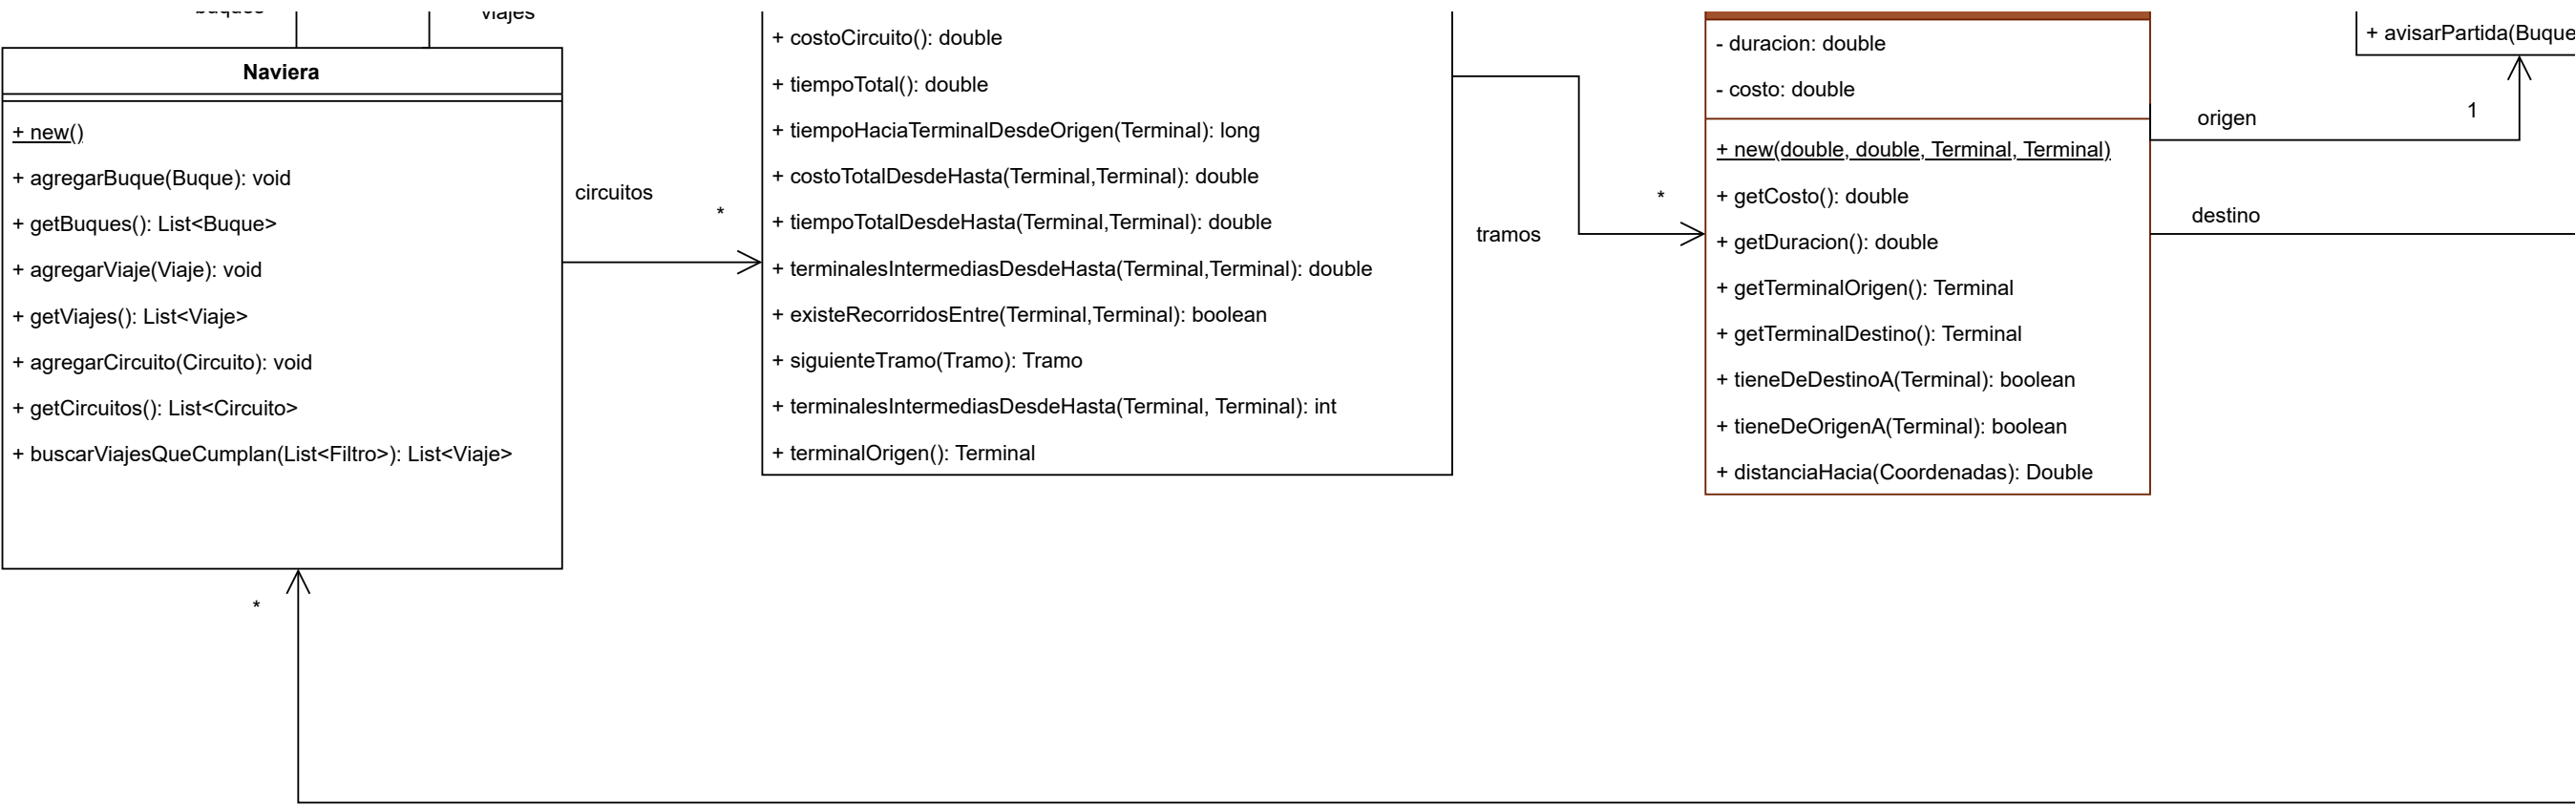 buques
viajes
Naviera
+ new()
+ agregarBuque(Buque): void
+ getBuques(): List<Buque>
+ agregarViaje(Viaje): void
+ getViajes(): List<Viaje>
+ agregarCircuito(Circuito): void
+ getCircuitos(): List<Circuito>
+ buscarViajesQueCumplan(List<Filtro>): List<Viaje>
*
circuitos
*
+ costoCircuito(): double
+ tiempoTotal(): double
+ tiempoHaciaTerminalDesdeOrigen(Terminal): long
+ costoTotalDesdeHasta(Terminal,Terminal): double
+ tiempoTotalDesdeHasta(Terminal,Terminal): double
+ terminalesIntermediasDesdeHasta(Terminal,Terminal): double
+ existeRecorridosEntre(Terminal,Terminal): boolean
+ siguienteTramo(Tramo): Tramo
+ terminalesIntermediasDesdeHasta(Terminal, Terminal): int
+ terminalOrigen(): Terminal
tramos
*
- duracion: double
- costo: double
+ new(double, double, Terminal, Terminal)
+ getCosto(): double
+ getDuracion(): double
+ getTerminalOrigen(): Terminal
+ getTerminalDestino(): Terminal
+ tieneDeDestinoA(Terminal): boolean
+ tieneDeOrigenA(Terminal): boolean
+ distanciaHacia(Coordenadas): Double
origen
1
destino
+ avisarPartida(Buque